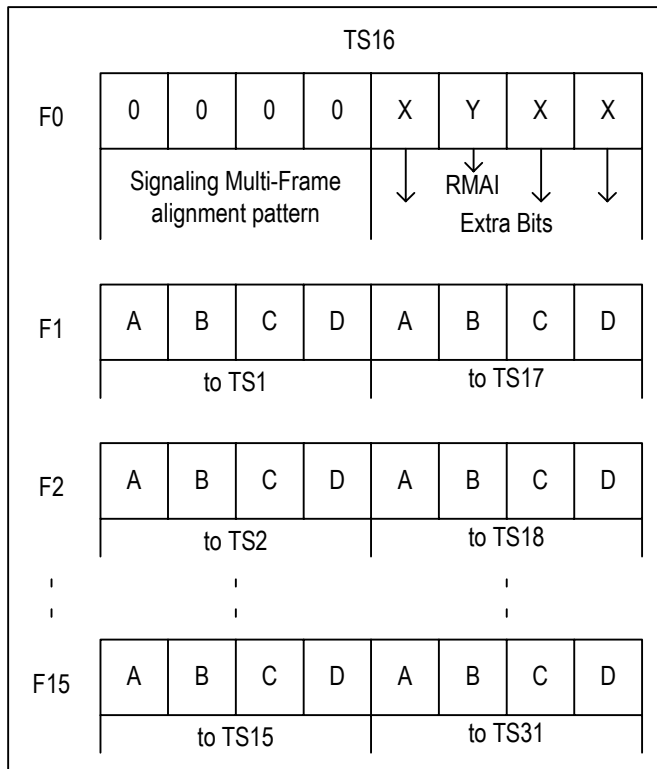 TS16
F0 0 0 0 0 X Y X X
Signaling Multi-Frame
alignment pattern
RMAI
Extra Bits
F1 A B C D A B C D
to TS1 to TS17
F2 A B C D A B C D
to TS2 to TS18
F15 A B C D A B C D
to TS15 to TS31